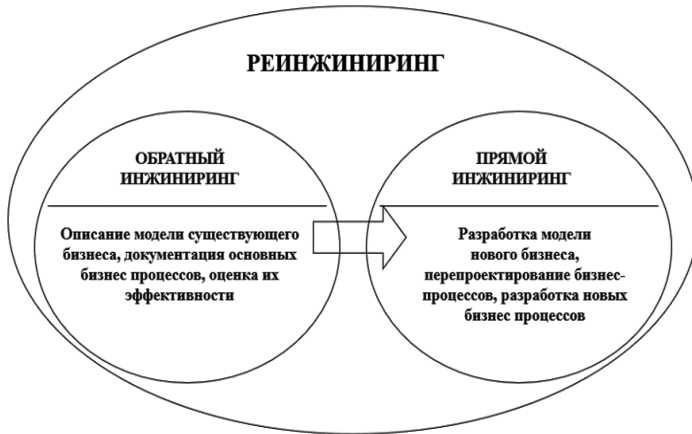 РЕИНЖИНИРИНГ
ОБРАТНЫЙ
ИНЖИНИРИНГ
Описание модели существующего
бизнеса, документация основных
бизнес процессов, оценка их
эффективности
ПРЯМОЙ
ИНЖИНИРИНГ
Разработка модели
нового бизнеса,
перепроектирование бизнес-
процессов, разработка новых
бизнес процессов